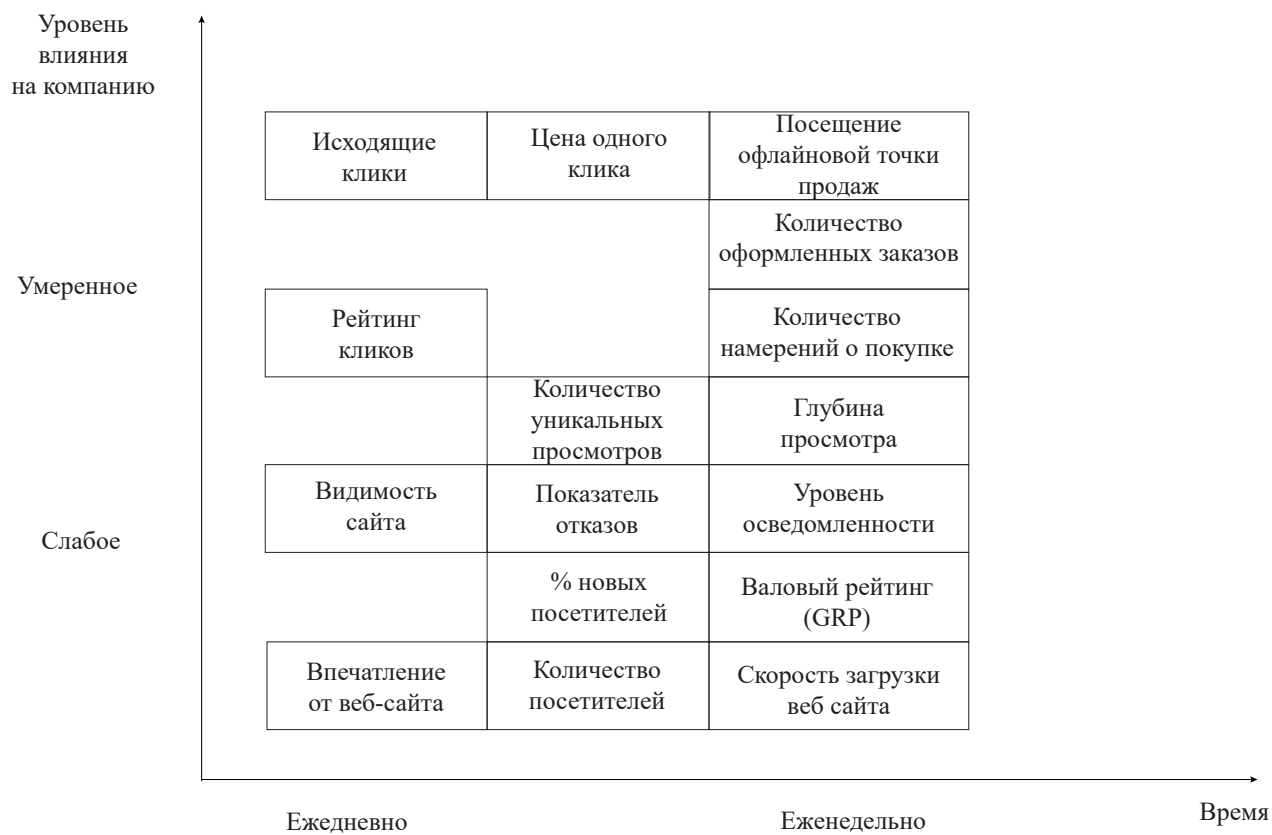 Уровень
влияния
на компанию
Исходящие
клики
Цена одного
клика
Посещение
офлайновой точки
продаж
Количество
оформленных заказов
Умеренное
Рейтинг
кликов
Количество
намерений о покупке
Количество
уникальных
просмотров
Глубина
просмотра
Видимость
сайта
Показатель
отказов
Уровень
осведомленности
Слабое
% новых
посетителей
Валовый рейтинг
(GRP)
Впечатление
от веб-сайта
Количество
посетителей
Скорость загрузки
веб сайта
Ежедневно
Еженедельно
Время